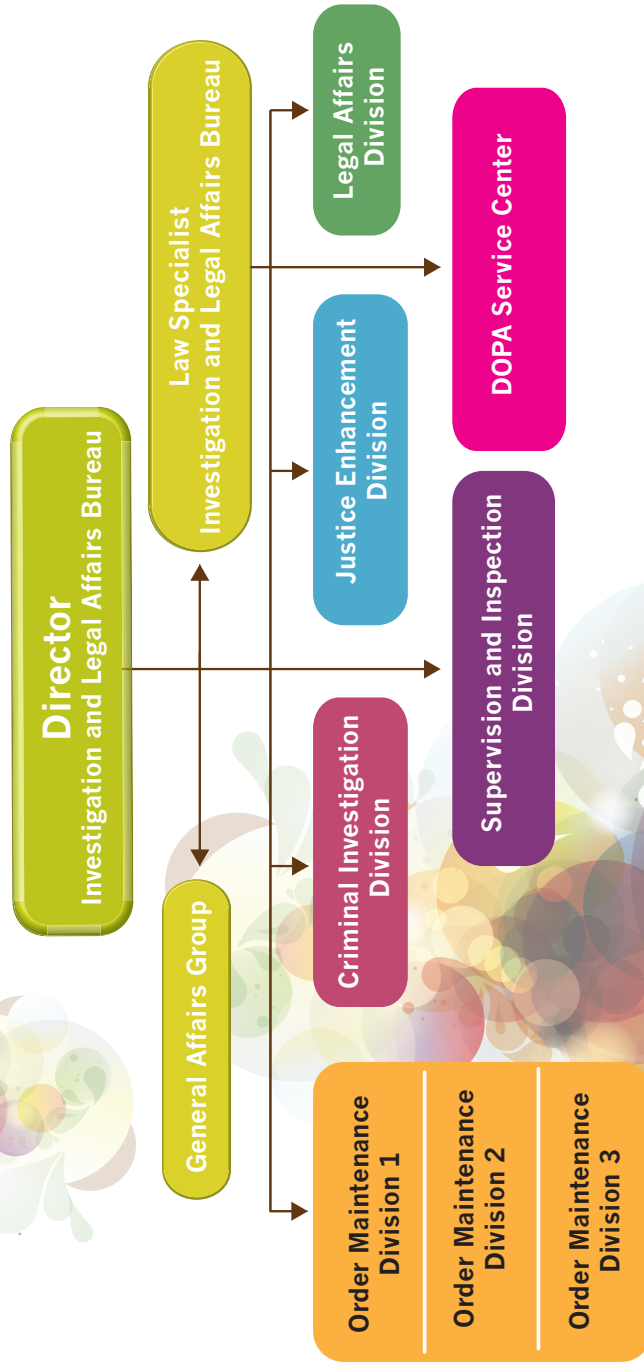 Director
Investigation and Legal Affairs Bureau
General Affairs Group
Law Specialist
Investigation and Legal Affairs Bureau
Order Maintenance
Division 1
Order Maintenance
Division 2
Order Maintenance
Division 3
Criminal Investigation
Division
Justice Enhancement
Division
Legal Affairs
Division
Supervision and Inspection
Division
DOPA Service Center